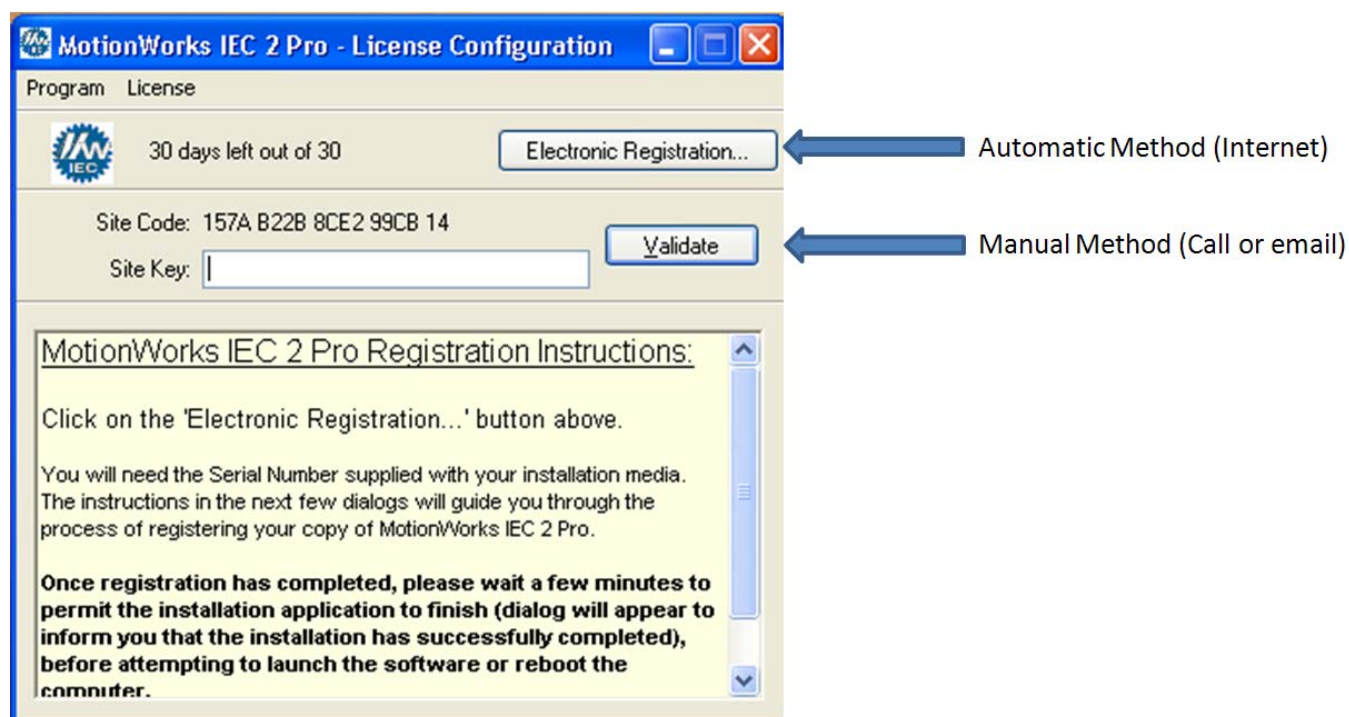 MotionWorks IEC 2 Pro - License Configuration
Program License
IEC
30 days left out of 30
Electronic Registration...
Automatic Method (Internet)
Site Code: 157A B22B 8CE2 99CB 14
Validate
Manual Method (Call or email)
Site Key:
MotionWorks IEC 2 Pro Registration Instructions:
Click on the 'Electronic Registration...' button above.
You will need the Serial Number supplied with your installation media.
The instructions in the next few dialogs will guide you through the
process of registering your copy of MotionWorks IEC 2 Pro.
Once registration has completed, please wait a few minutes to
permit the installation application to finish (dialog will appear to
inform you that the installation has successfully completed),
before attempting to launch the software or reboot the
computer.